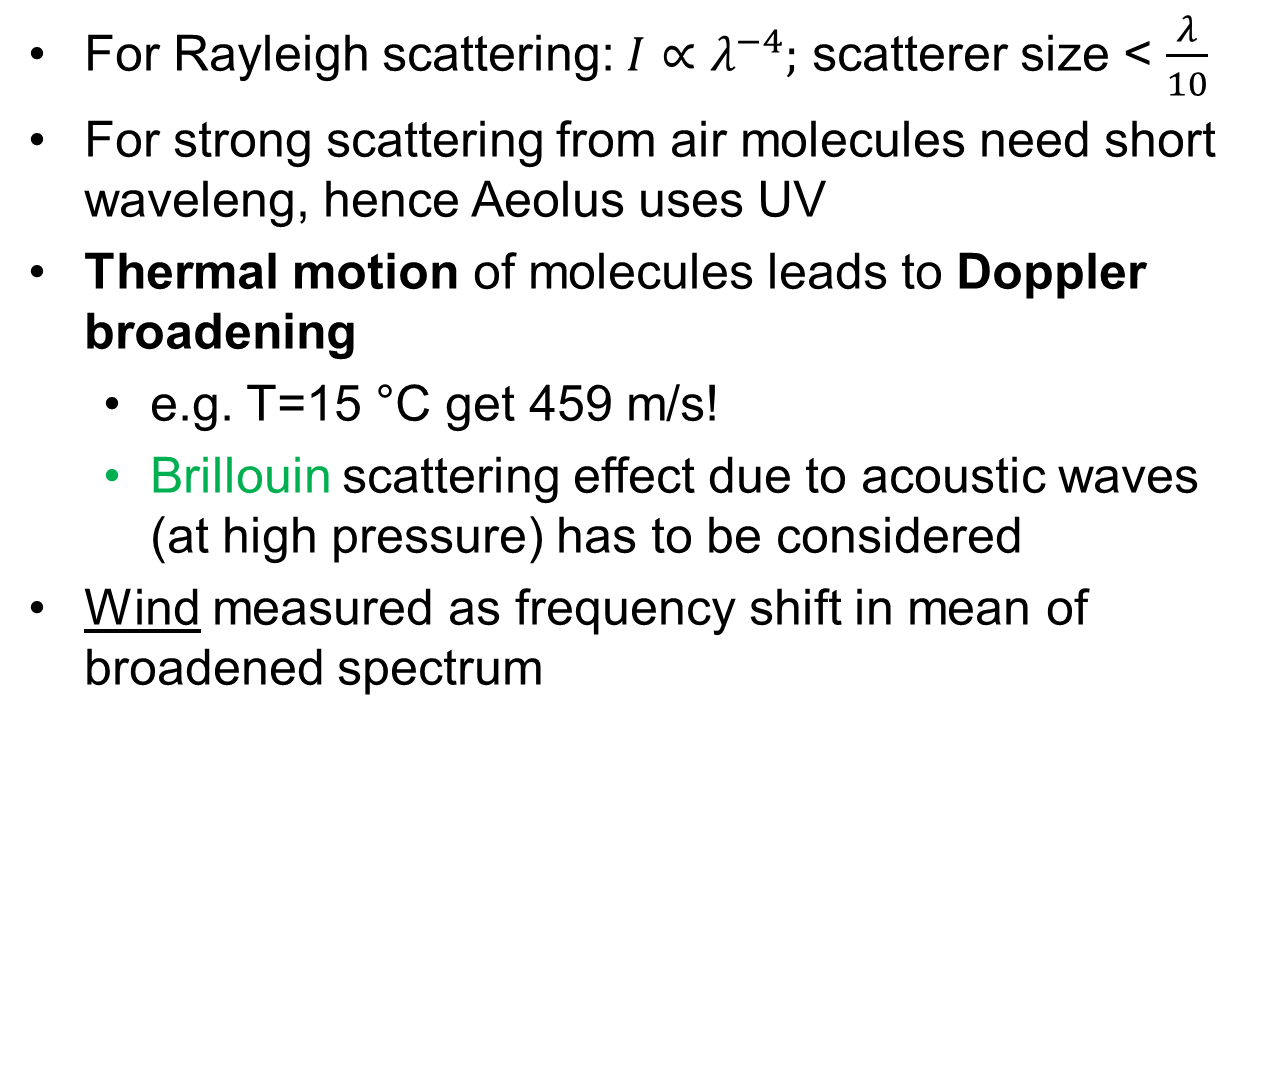 • For Rayleigh scattering: 𝐼 ∝ 𝜆⁻⁴; scatterer size < 𝜆/10
• For strong scattering from air molecules need short
waveleng, hence Aeolus uses UV
• Thermal motion of molecules leads to Doppler
broadening
• e.g. T=15 °C get 459 m/s!
• Brillouin scattering effect due to acoustic waves
(at high pressure) has to be considered
• Wind measured as frequency shift in mean of
broadened spectrum